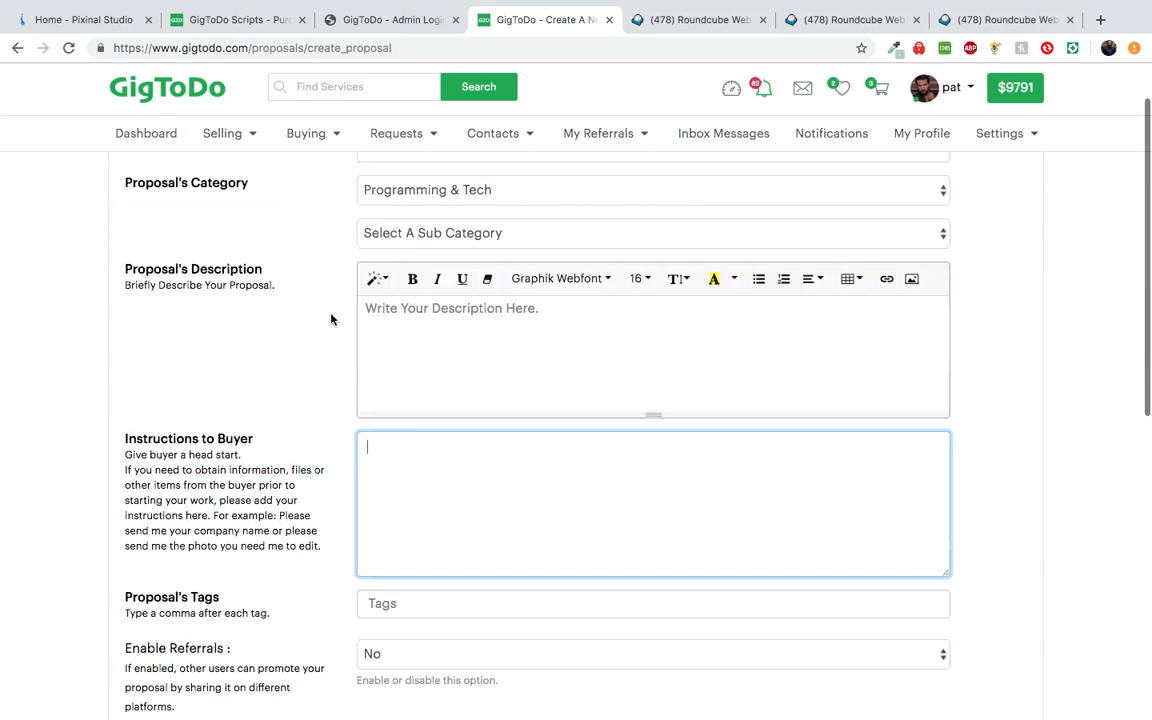 Home - Pixinal Studio
GigToDo Scripts - Pur
GigToDo - Admin Logi
GigToDo - Create A N
(478) Roundcube Web
(478) Roundcube Web
(478) Roundcube Web
https://www.gigtodo.com/proposals/create_proposal
GigToDo
Find Services
Search
62
2
3
pat
$9791
Dashboard
Selling
Buying
Requests
Contacts
My Referrals
Inbox Messages
Notifications
My Profile
Settings
Proposal's Category
Programming & Tech
Select A Sub Category
Proposal's Description
Briefly Describe Your Proposal.
B I U Graphik Webfont 16 A
Write Your Description Here.
Instructions to Buyer
Give buyer a head start.
If you need to obtain information, files or
other items from the buyer prior to
starting your work, please add your
instructions here. For example: Please
send me your company name or please
send me the photo you need me to edit.
Proposal's Tags
Type a comma after each tag.
Tags
Enable Referrals :
If enabled, other users can promote your
proposal by sharing it on different
platforms.
No
Enable or disable this option.